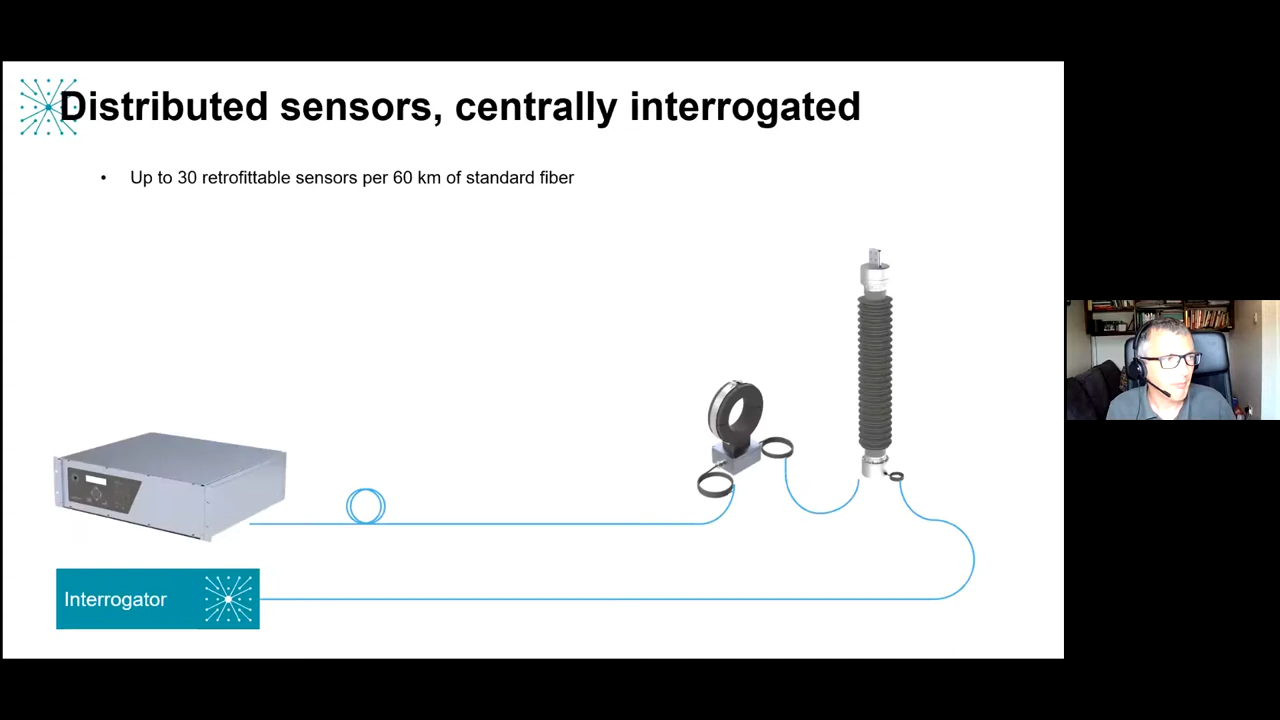 Distributed sensors, centrally interrogated
• Up to 30 retrofittable sensors per 60 km of standard fiber
Interrogator